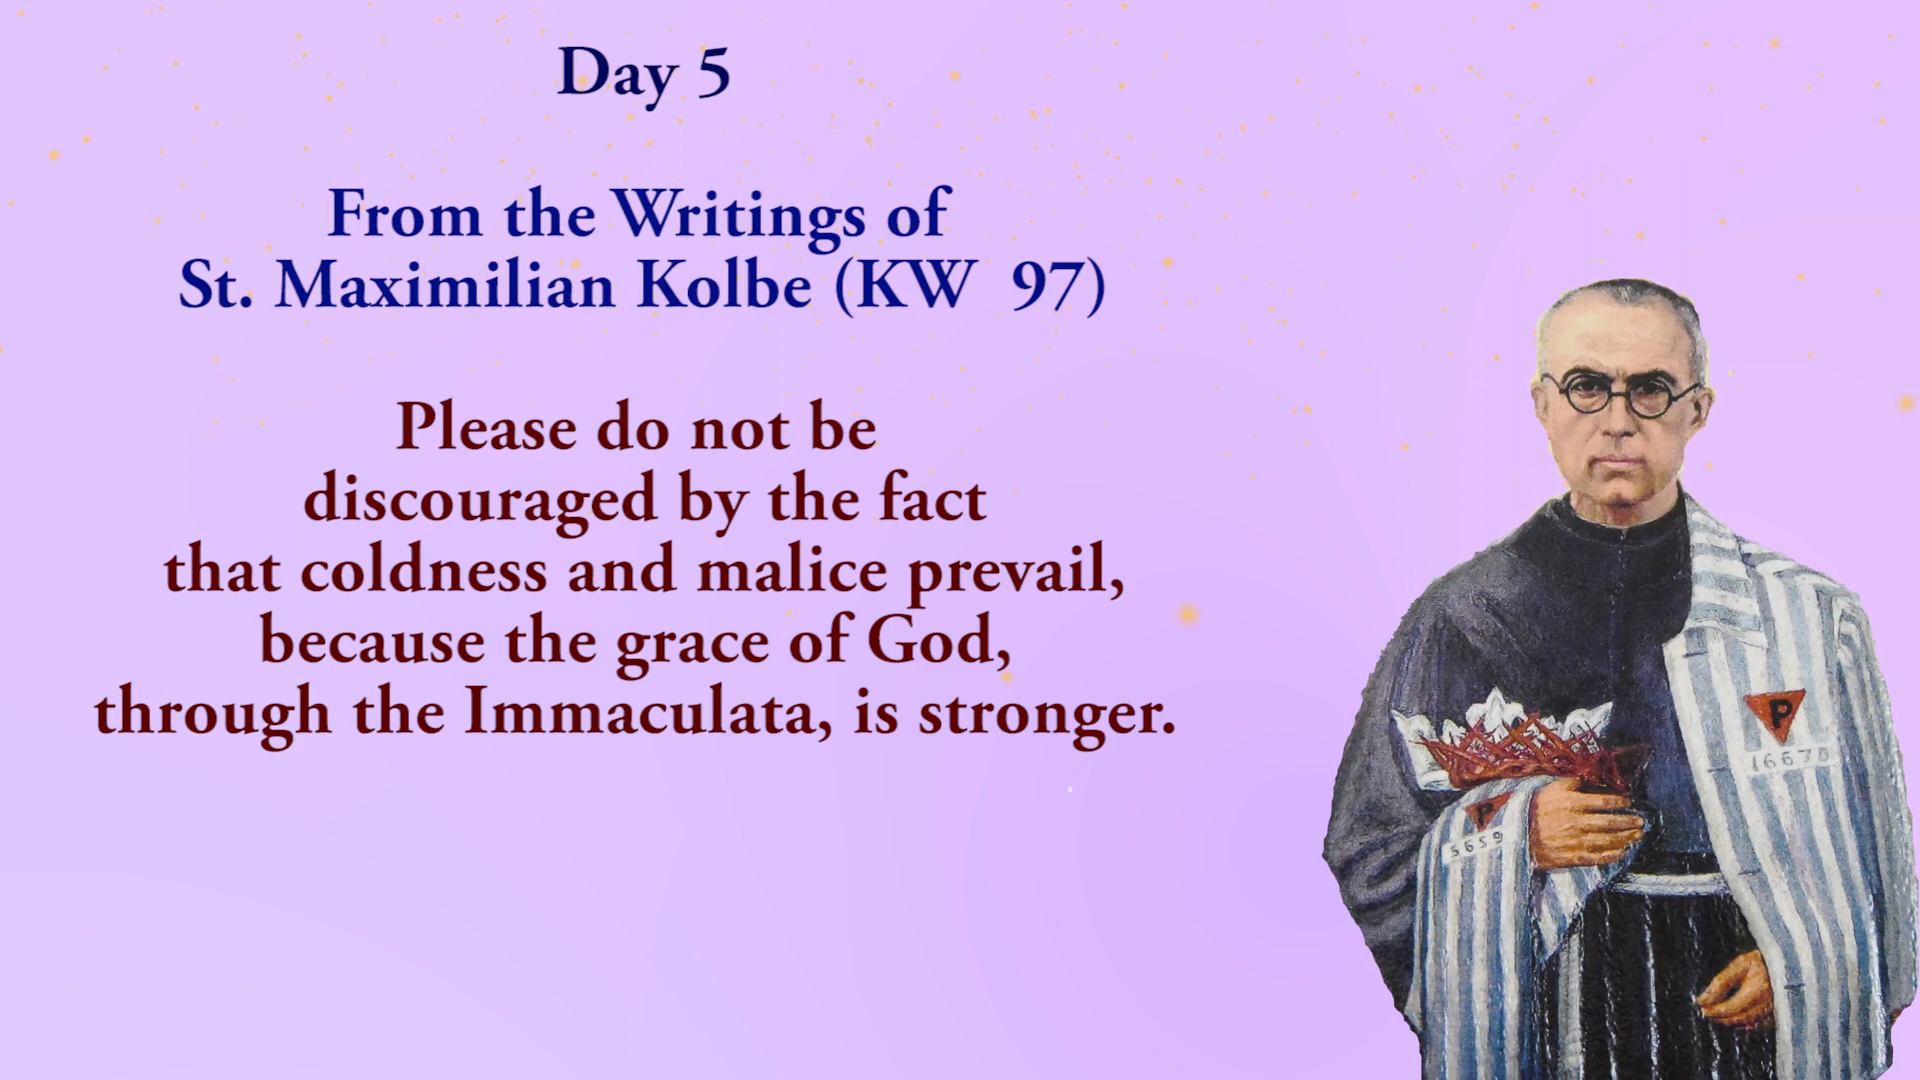 Day 5
From the Writings of
St. Maximilian Kolbe (KW 97)
Please do not be
discouraged by the fact
that coldness and malice prevail,
because the grace of God,
through the Immaculata, is stronger.
P
16670
P
5659